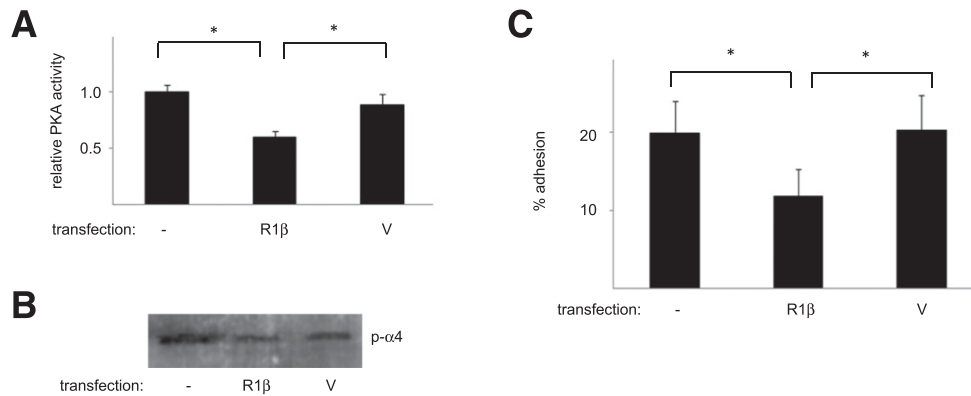 A
* *
relative PKA activity
1.0
0.5
transfection: - R1β V
B
p-α4
transfection: - R1β V
C
* *
% adhesion
20
10
transfection: - R1β V